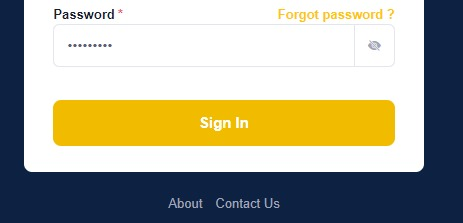 Password * Forgot password ?
•••••••••
Sign In
About Contact Us